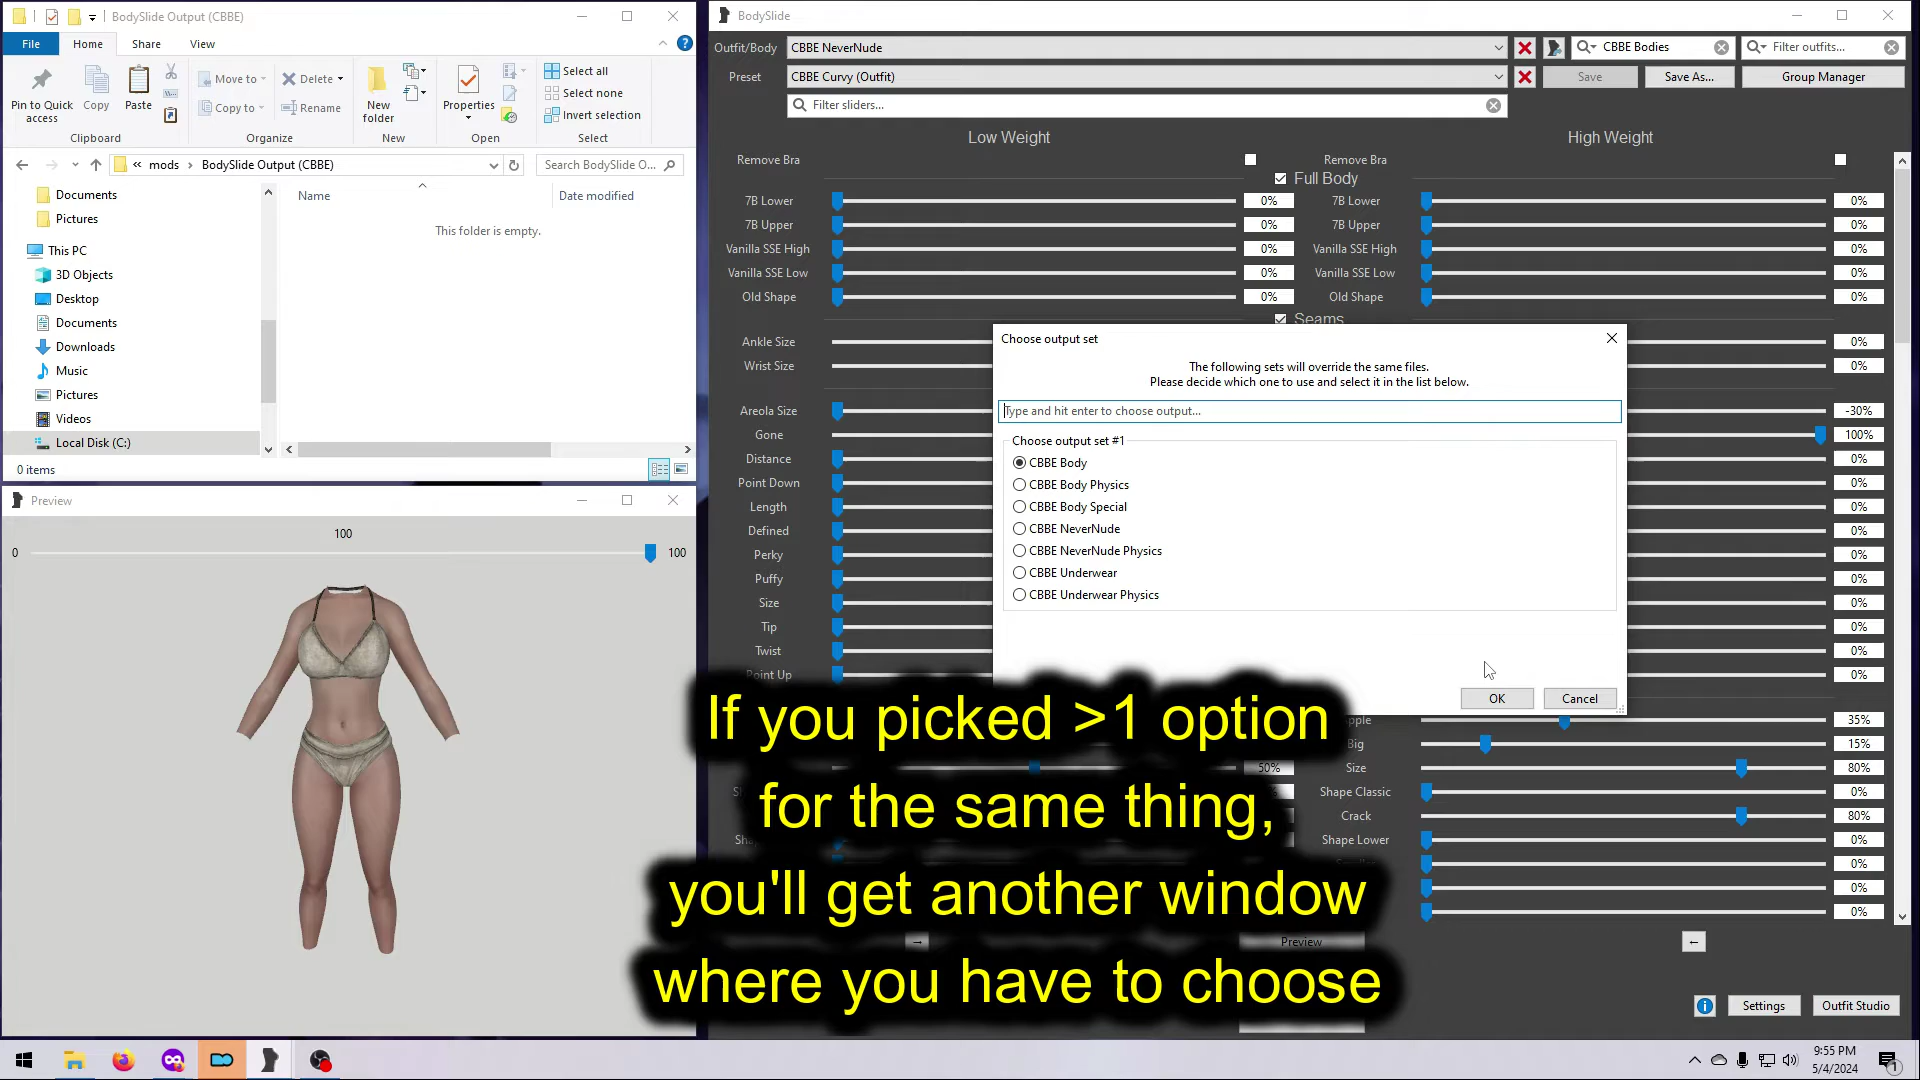 BodySlide Output (CBBE)
File
Home
Share
View
Pin to Quick access
Copy
Paste
Move to
Copy to
Delete
Rename
New folder
Properties
Select all
Select none
Invert selection
Clipboard
Organize
New
Open
Select
« mods › BodySlide Output (CBBE)
Search BodySlide O...
Documents
Pictures
This PC
3D Objects
Desktop
Documents
Downloads
Music
Pictures
Videos
Local Disk (C:)
Name
Date modified
This folder is empty.
0 items
Preview
100
0
100
BodySlide
Outfit/Body
CBBE NeverNude
CBBE Bodies
Filter outfits...
Preset
CBBE Curvy (Outfit)
Save
Save As...
Group Manager
Filter sliders...
Low Weight
High Weight
Remove Bra
Remove Bra
Full Body
7B Lower 0% 7B Lower 0%
7B Upper 0% 7B Upper 0%
Vanilla SSE High 0% Vanilla SSE High 0%
Vanilla SSE Low 0% Vanilla SSE Low 0%
Old Shape 0% Old Shape 0%
Seams
Ankle Size 0%
Wrist Size 0%
Areola Size -30%
Gone 100%
Distance 0%
Point Down 0%
Length 0%
Defined 0%
Perky 0%
Puffy 0%
Size 0%
Tip 0%
Twist 0%
Point Up 0%
Choose output set
The following sets will override the same files.
Please decide which one to use and select it in the list below.
Type and hit enter to choose output...
Choose output set #1
CBBE Body
CBBE Body Physics
CBBE Body Special
CBBE NeverNude
CBBE NeverNude Physics
CBBE Underwear
CBBE Underwear Physics
OK
Cancel
35%
Big 15%
50% Size 80%
Shape Classic 0%
Crack 80%
Shape Lower 0%
0%
0%
0%
If you picked >1 option
for the same thing,
you'll get another window
where you have to choose
Preview
Settings
Outfit Studio
9:55 PM
5/4/2024
1